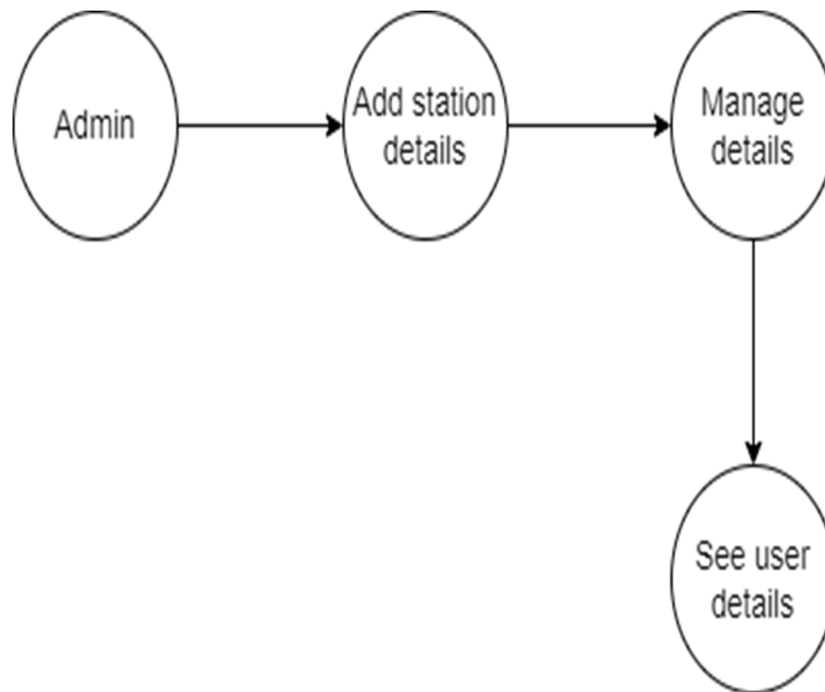 Admin
Add station
details
Manage
details
See user
details